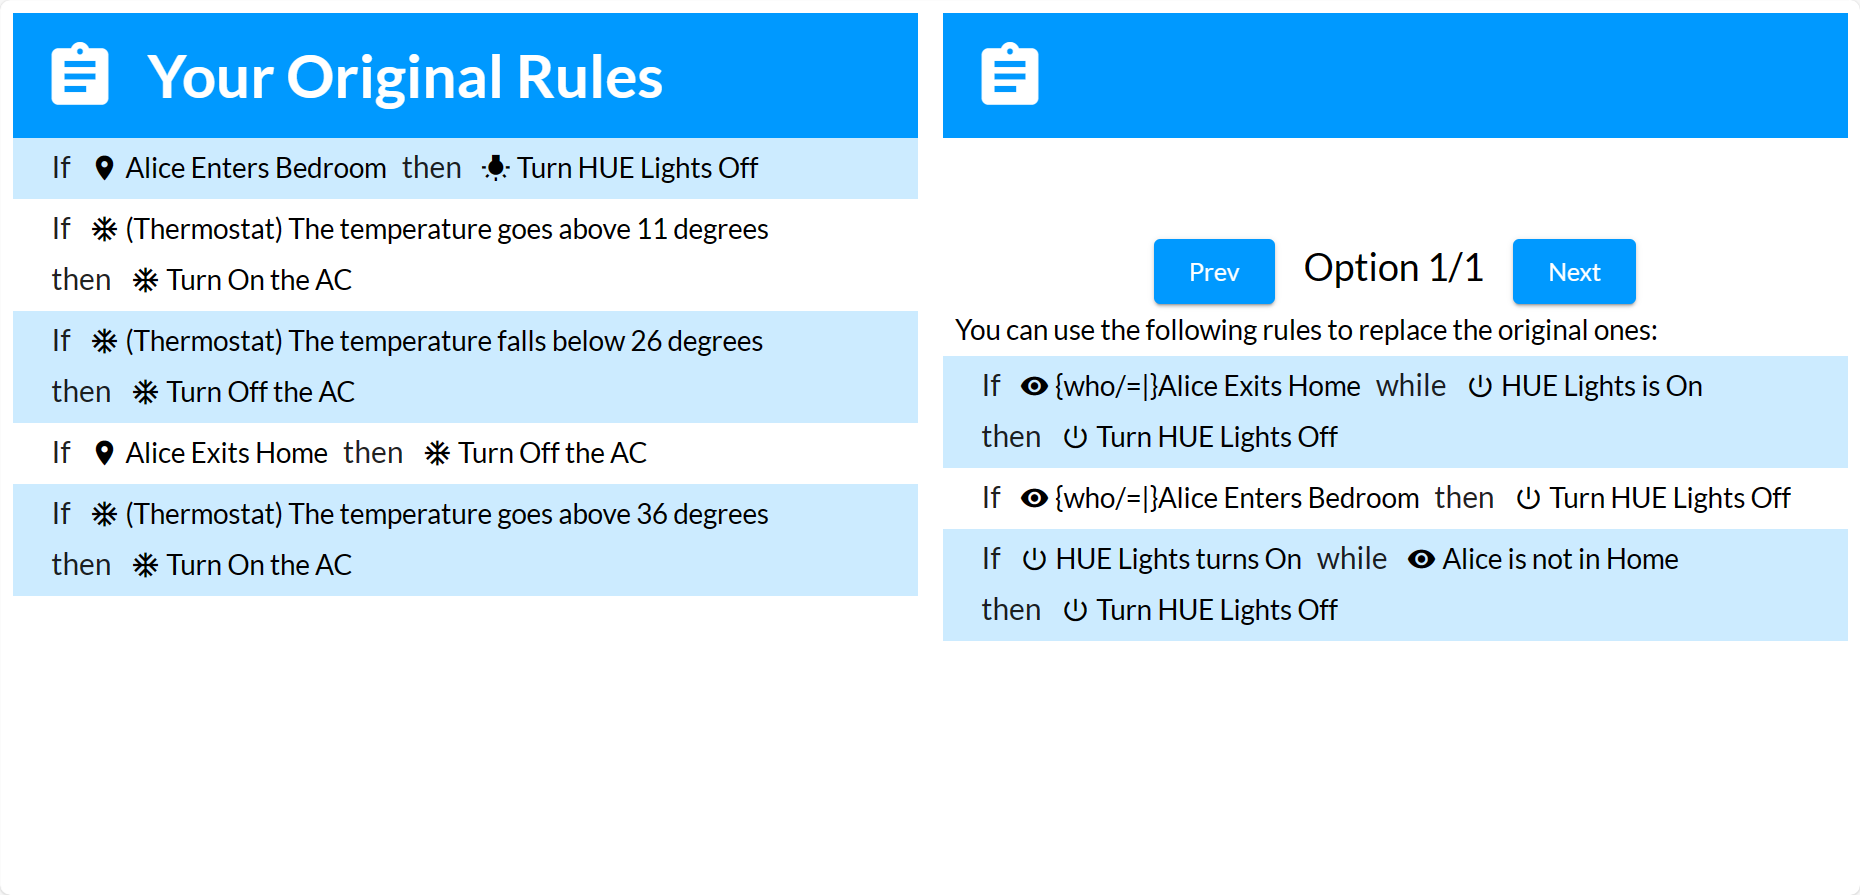 Your Original Rules
If Alice Enters Bedroom then Turn HUE Lights Off
If (Thermostat) The temperature goes above 11 degrees
then Turn On the AC
If (Thermostat) The temperature falls below 26 degrees
then Turn Off the AC
If Alice Exits Home then Turn Off the AC
If (Thermostat) The temperature goes above 36 degrees
then Turn On the AC
Prev Option 1/1 Next
You can use the following rules to replace the original ones:
If {who/=|}Alice Exits Home while HUE Lights is On
then Turn HUE Lights Off
If {who/=|}Alice Enters Bedroom then Turn HUE Lights Off
If HUE Lights turns On while Alice is not in Home
then Turn HUE Lights Off